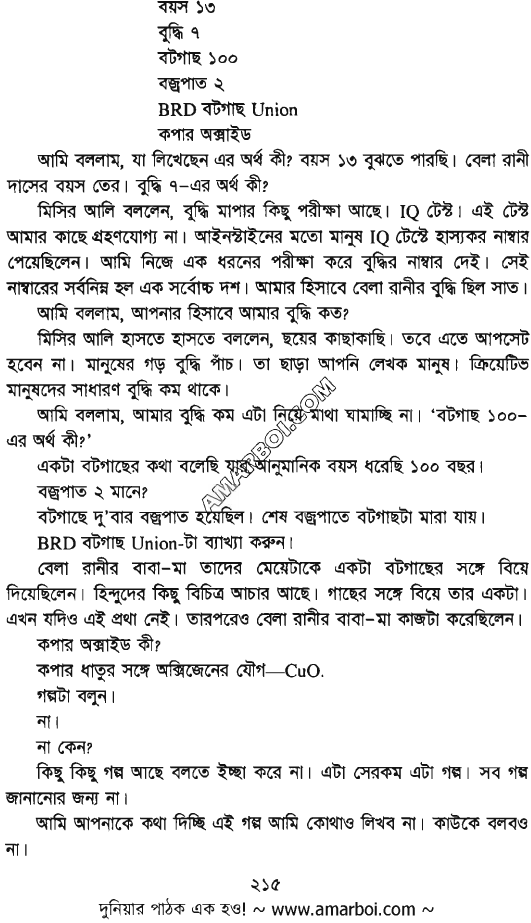 বয়স ১৩
বুদ্ধি ৭
বটগাছ ১০০
বজ্রপাত ২
BRD বটগাছ Union
কপার অক্সাইড
আমি বললাম, যা লিখেছেন এর অর্থ কী? বয়স ১৩ বুঝতে পারছি। বেলা রানী
দাসের বয়স তের। বুদ্ধি ৭–এর অর্থ কী?
মিসির আলি বললেন, বুদ্ধি মাপার কিছু পরীক্ষা আছে। IQ টেস্ট। এই টেস্ট
আমার কাছে গ্রহণযোগ্য না। আইনস্টাইনের মতো মানুষ IQ টেস্টে হাস্যকর নাম্বার
পেয়েছিলেন। আমি নিজে এক ধরনের পরীক্ষা করে বুদ্ধির নাম্বার দেই। সেই
নাম্বারের সর্বনিম্ন হল এক সর্বোচ্চ দশ। আমার হিসাবে বেলা রানীর বুদ্ধি ছিল সাত।
আমি বললাম, আপনার হিসাবে আমার বুদ্ধি কত?
মিসির আলি হাসতে হাসতে বললেন, ছয়ের কাছাকাছি। তবে এতে আপসেট
হবেন না। মানুষের গড় বুদ্ধি পাঁচ। তা ছাড়া আপনি লেখক মানুষ। ক্রিয়েটিভ
মানুষদের সাধারণ বুদ্ধি কম থাকে।
আমি বললাম, আমার বুদ্ধি কম এটা নিয়ে মাথা ঘামাচ্ছি না। ‘বটগাছ ১০০–
এর অর্থ কী?’
একটা বটগাছের কথা বলেছি যার আনুমানিক বয়স ধরেছি ১০০ বছর।
বজ্রপাত ২ মানে?
বটগাছে দু’বার বজ্রপাত হয়েছিল। শেষ বজ্রপাতে বটগাছটা মারা যায়।
BRD বটগাছ Union-টা ব্যাখ্যা করুন।
বেলা রানীর বাবা–মা তাদের মেয়েটাকে একটা বটগাছের সঙ্গে বিয়ে
দিয়েছিলেন। হিন্দুদের কিছু বিচিত্র আচার আছে। গাছের সঙ্গে বিয়ে তার একটা।
এখন যদিও এই প্রথা নেই। তারপরেও বেলা রানীর বাবা–মা কাজটা করেছিলেন।
কপার অক্সাইড কী?
কপার ধাতুর সঙ্গে অক্সিজেনের যৌগ—CuO.
গল্পটা বলুন।
না।
না কেন?
কিছু কিছু গল্প আছে বলতে ইচ্ছা করে না। এটা সেরকম এটা গল্প। সব গল্প
জানানোর জন্য না।
আমি আপনাকে কথা দিচ্ছি এই গল্প আমি কোথাও লিখব না। কাউকে বলবও
না।
AMARBOI.COM
২১৫
দুনিয়ার পাঠক এক হও! ~ www.amarboi.com ~